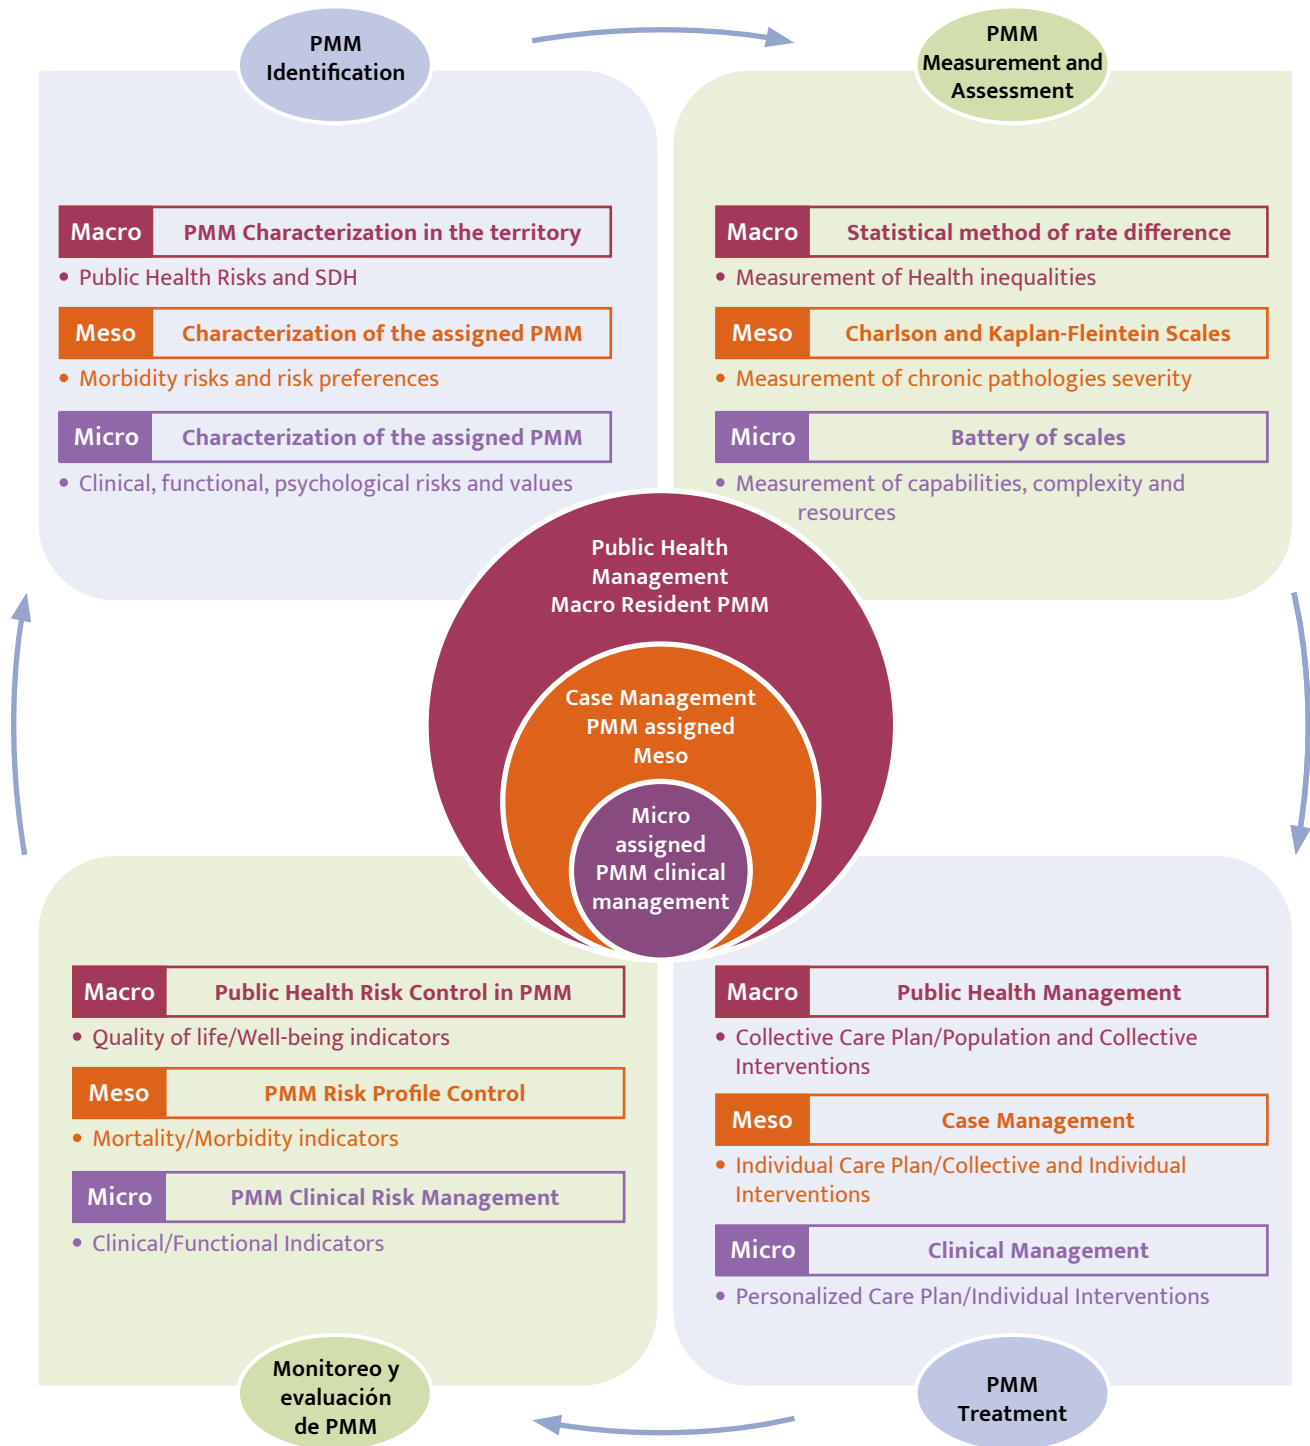 PMM
Identification
Macro
PMM Characterization in the territory
• Public Health Risks and SDH
Meso
Characterization of the assigned PMM
• Morbidity risks and risk preferences
Micro
Characterization of the assigned PMM
• Clinical, functional, psychological risks and values
PMM
Measurement and
Assessment
Macro
Statistical method of rate difference
• Measurement of Health inequalities
Meso
Charlson and Kaplan-Fleintein Scales
• Measurement of chronic pathologies severity
Micro
Battery of scales
• Measurement of capabilities, complexity and
resources
Public Health
Management
Macro Resident PMM
Case Management
PMM assigned
Meso
Micro
assigned
PMM clinical
management
Macro
Public Health Risk Control in PMM
• Quality of life/Well-being indicators
Meso
PMM Risk Profile Control
• Mortality/Morbidity indicators
Micro
PMM Clinical Risk Management
• Clinical/Functional Indicators
Monitoreo y
evaluación
de PMM
Macro
Public Health Management
• Collective Care Plan/Population and Collective
Interventions
Meso
Case Management
• Individual Care Plan/Collective and Individual
Interventions
Micro
Clinical Management
• Personalized Care Plan/Individual Interventions
PMM
Treatment